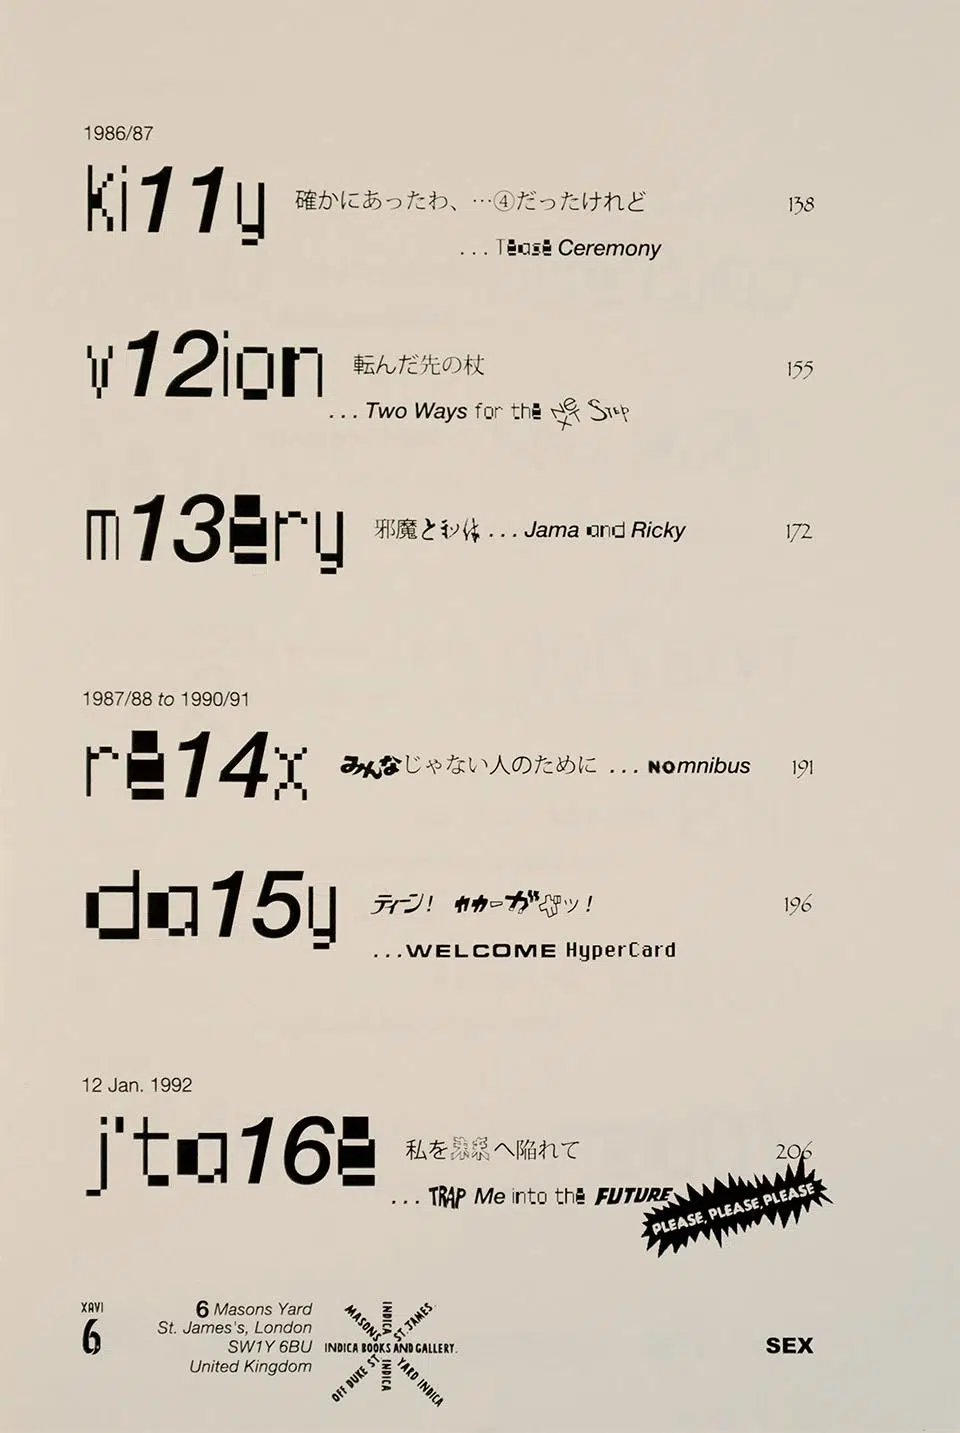 1986/87
ki11y 確かにあったわ、…④だったけれど 138
...Tease Ceremony
v12ion 転んだ先の杖 155
...Two Ways for the NexT STEP
m13ery 邪魔と ...Jama and Ricky 172
1987/88 to 1990/91
re14x みんなじゃない人のために ...NOmnibus 191
da15y ティーン! カカーがガッ! 196
...WELCOME HyperCard
12 Jan. 1992
j'ta16e 私を未来へ陥れて 206
...TRAP Me into the FUTURE
PLEASE, PLEASE, PLEASE
XAVI
6
6 Masons Yard
St. James's, London
SW1Y 6BU
United Kingdom
MASONS
INDICA
ST. JAMES.
INDICA BOOKS AND GALLERY.
OFF DUKE ST
INDICA
YARD INDICA
SEX